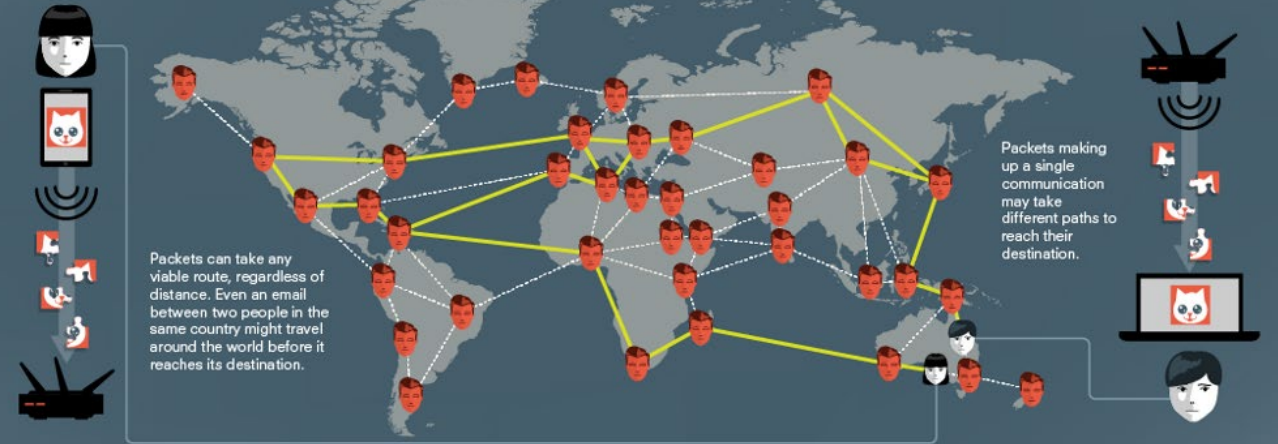 Packets can take any
viable route, regardless of
distance. Even an email
between two people in the
same country might travel
around the world before it
reaches its destination.
Packets making
up a single
communication
may take
different paths to
reach their
destination.